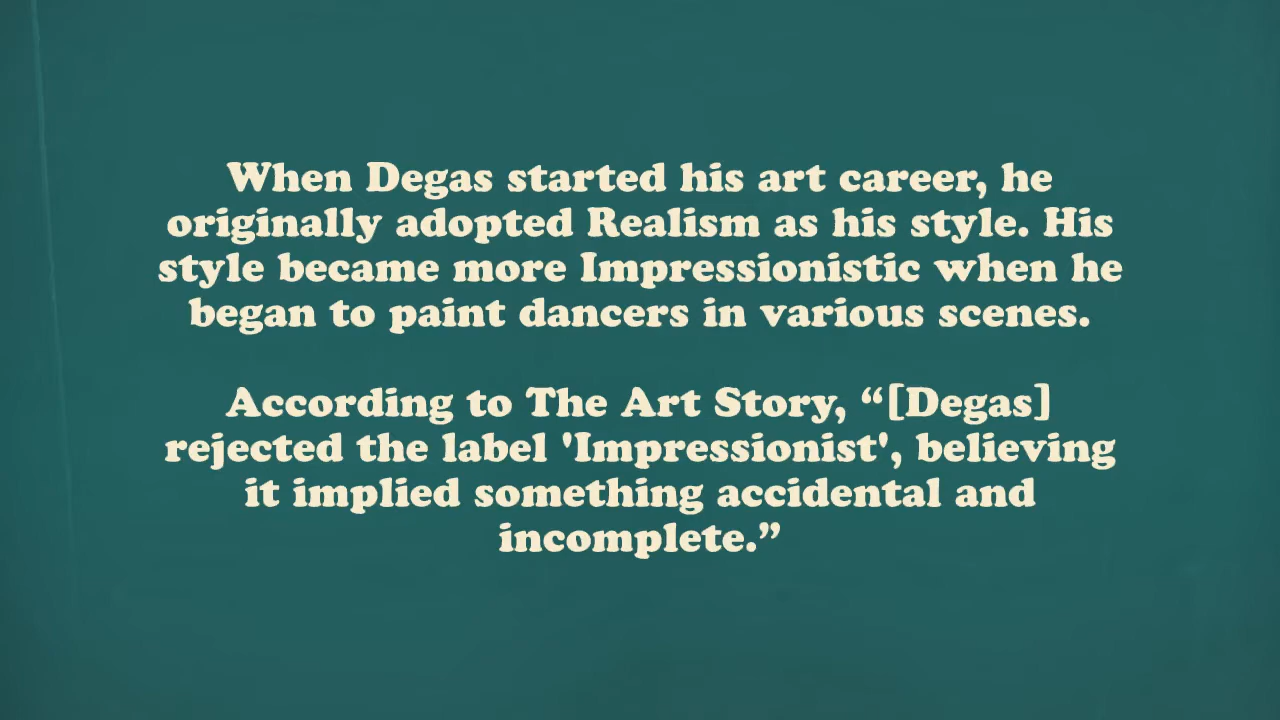 When Degas started his art career, he
originally adopted Realism as his style. His
style became more Impressionistic when he
began to paint dancers in various scenes.
According to The Art Story, “[Degas]
rejected the label 'Impressionist', believing
it implied something accidental and
incomplete.”